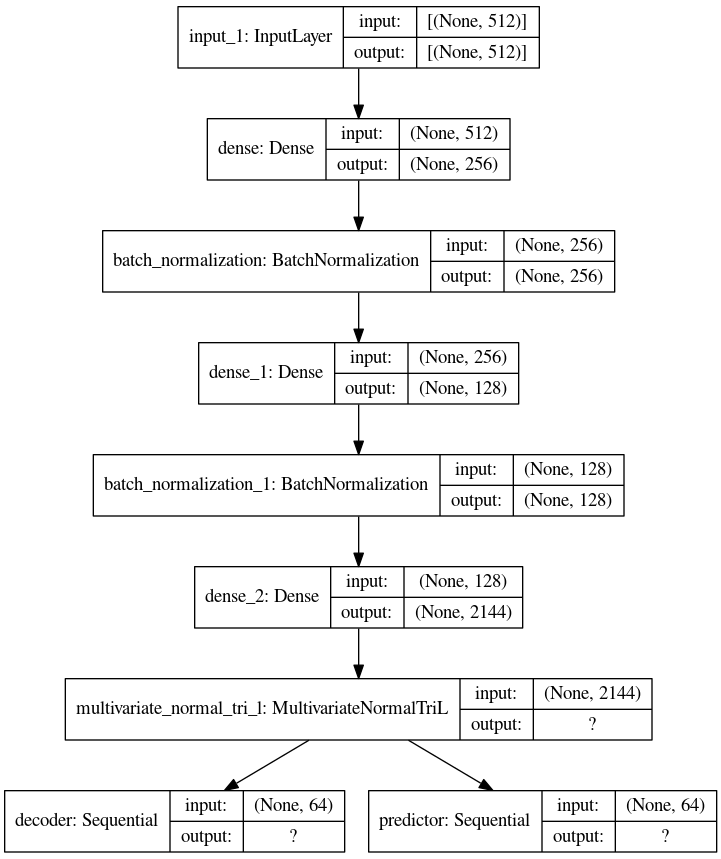 input_1: InputLayer
input: [(None, 512)]
output: [(None, 512)]
dense: Dense
input: (None, 512)
output: (None, 256)
batch_normalization: BatchNormalization
input: (None, 256)
output: (None, 256)
dense_1: Dense
input: (None, 256)
output: (None, 128)
batch_normalization_1: BatchNormalization
input: (None, 128)
output: (None, 128)
dense_2: Dense
input: (None, 128)
output: (None, 2144)
multivariate_normal_tri_l: MultivariateNormalTriL
input: (None, 2144)
output: ?
decoder: Sequential
input: (None, 64)
output: ?
predictor: Sequential
input: (None, 64)
output: ?